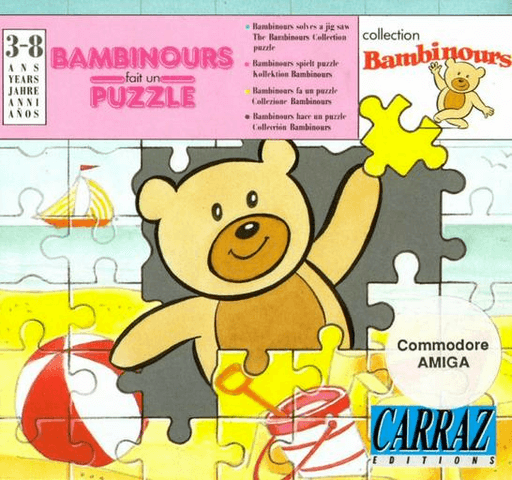 3-8
ANS
YEARS
JAHRE
ANNI
AÑOS
BAMBINOURS
fait un
PUZZLE
Bambinours solves a jig saw
The Bambinours Collection
puzzle
Bambinours spielt puzzle
Kollektion Bambinours
Bambinours fa un puzzle
Collezione Bambinours
Bambinours hace un puzzle
Collección Bambinours
collection
Bambinours
Commodore
AMIGA
CARRAZ
EDITIONS